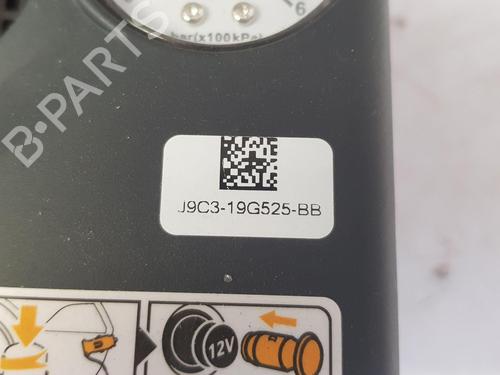 6
bar(x100kPa)
B-PARTS
J9C3-19G525-BB
12V